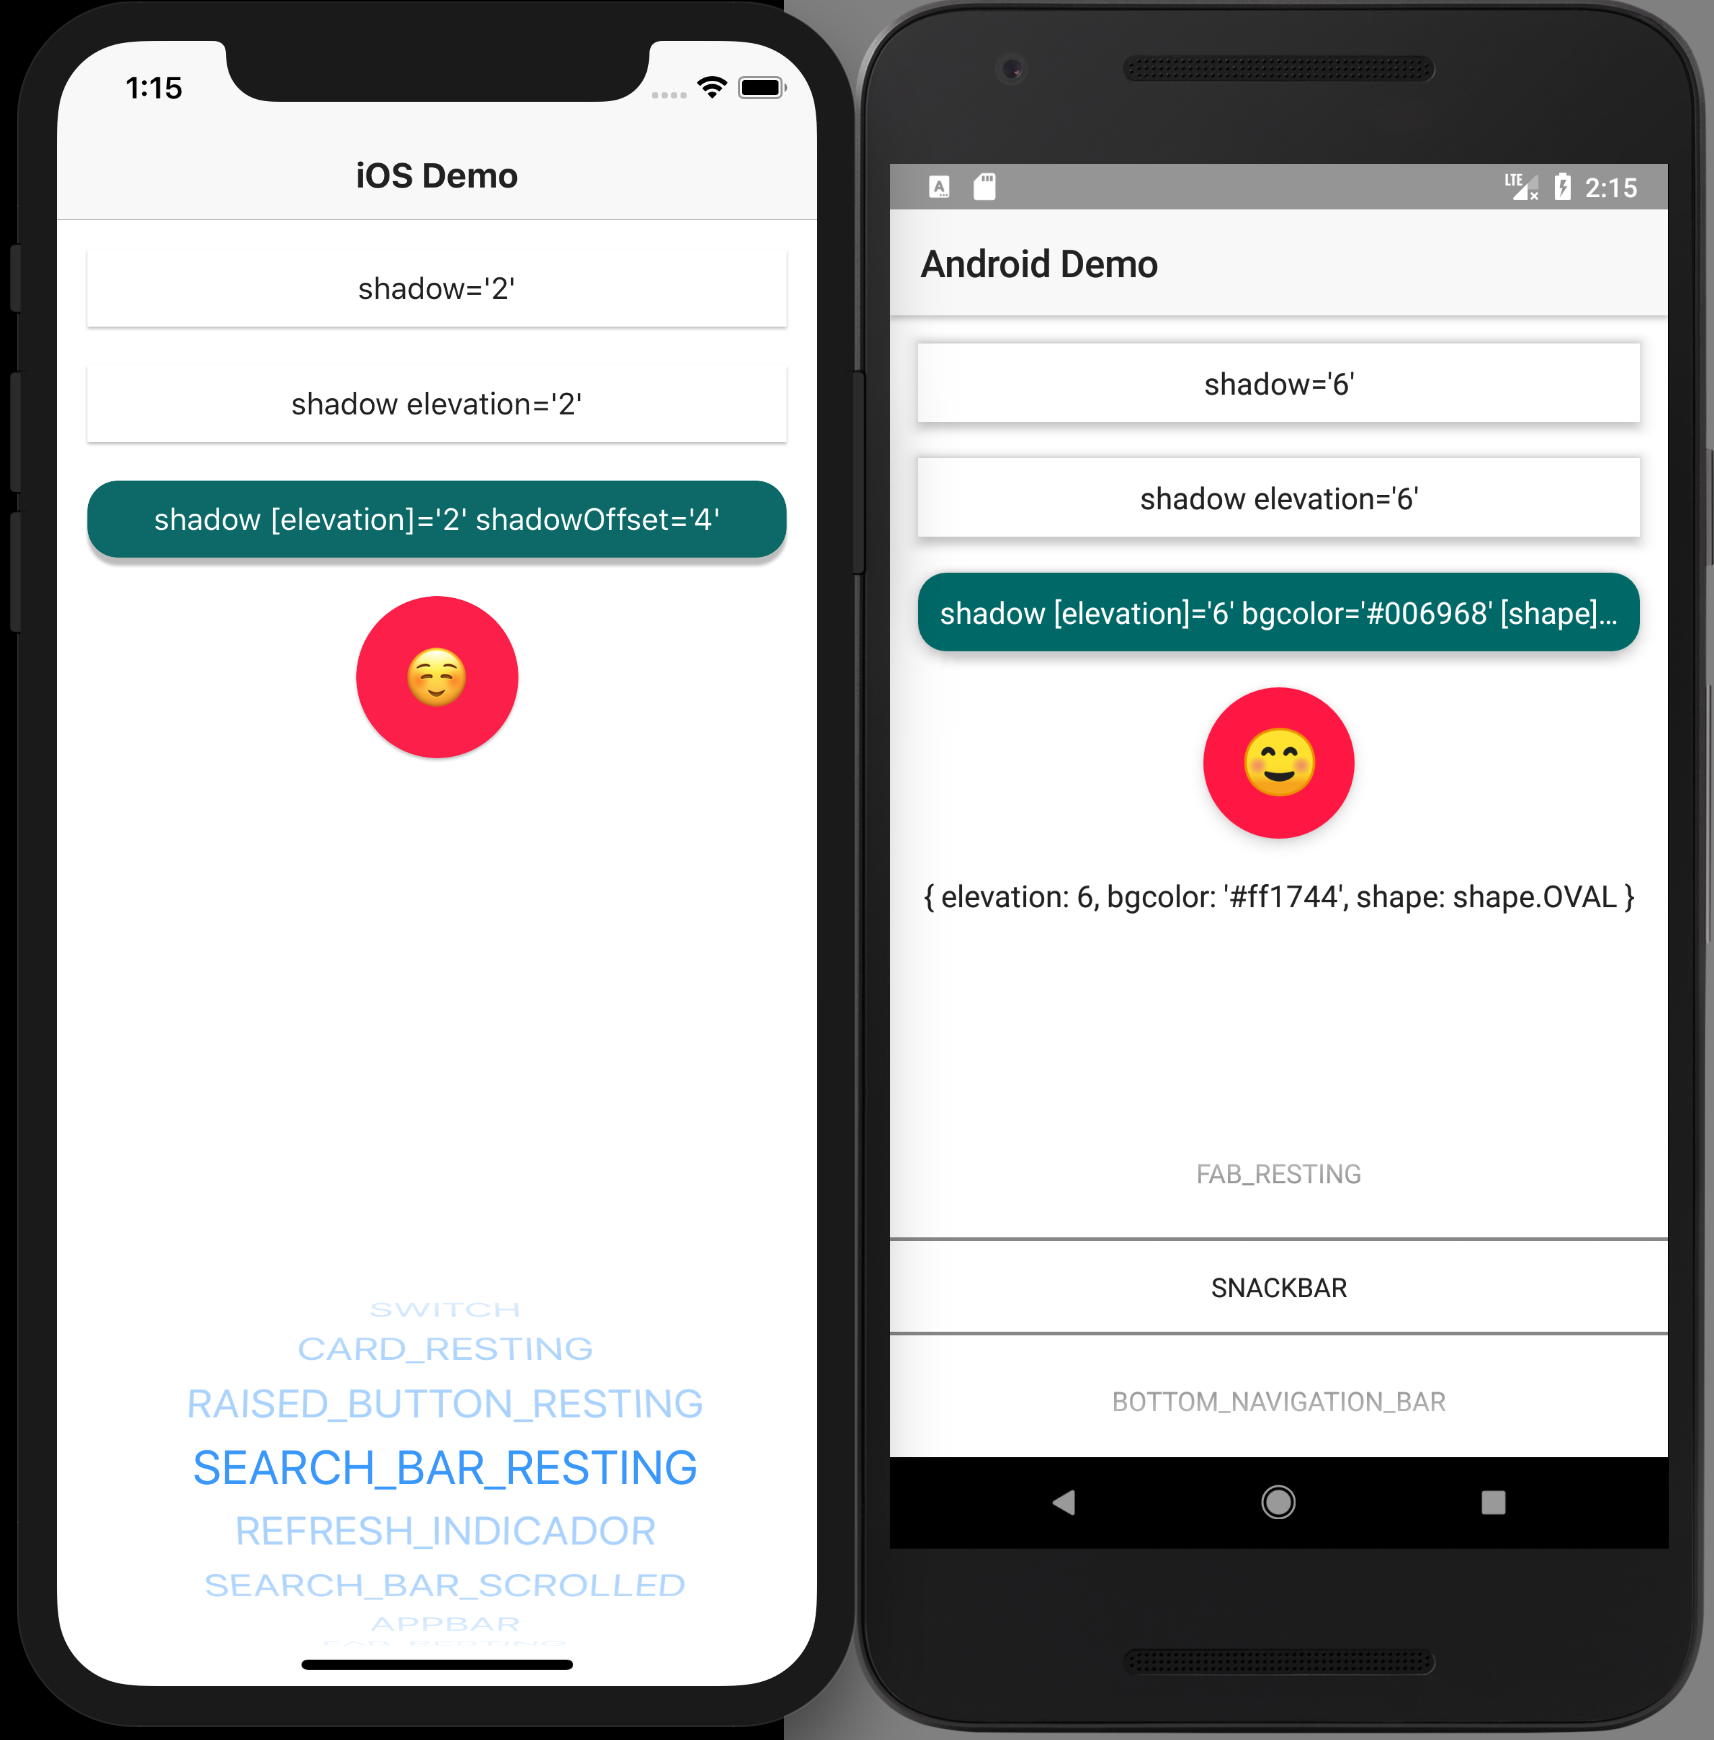 1:15
iOS Demo
shadow='2'
shadow elevation='2'
shadow [elevation]='2' shadowOffset='4'
SWITCH
CARD_RESTING
RAISED_BUTTON_RESTING
SEARCH_BAR_RESTING
REFRESH_INDICADOR
SEARCH_BAR_SCROLLED
APPBAR
FAB_RESTING
A
LTE
2:15
Android Demo
shadow='6'
shadow elevation='6'
shadow [elevation]='6' bgcolor='#006968' [shape]...
{ elevation: 6, bgcolor: '#ff1744', shape: shape.OVAL }
FAB_RESTING
SNACKBAR
BOTTOM_NAVIGATION_BAR